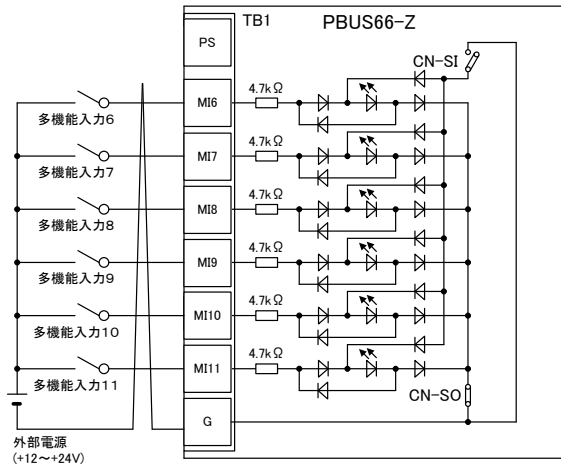 TB1
PBUS66-Z
PS
CN-SI
MI6
4.7kΩ
多機能入力6
MI7
4.7kΩ
多機能入力7
MI8
4.7kΩ
多機能入力8
MI9
4.7kΩ
多機能入力9
MI10
4.7kΩ
多機能入力10
MI11
4.7kΩ
多機能入力11
CN-SO
G
外部電源
(+12～+24V)